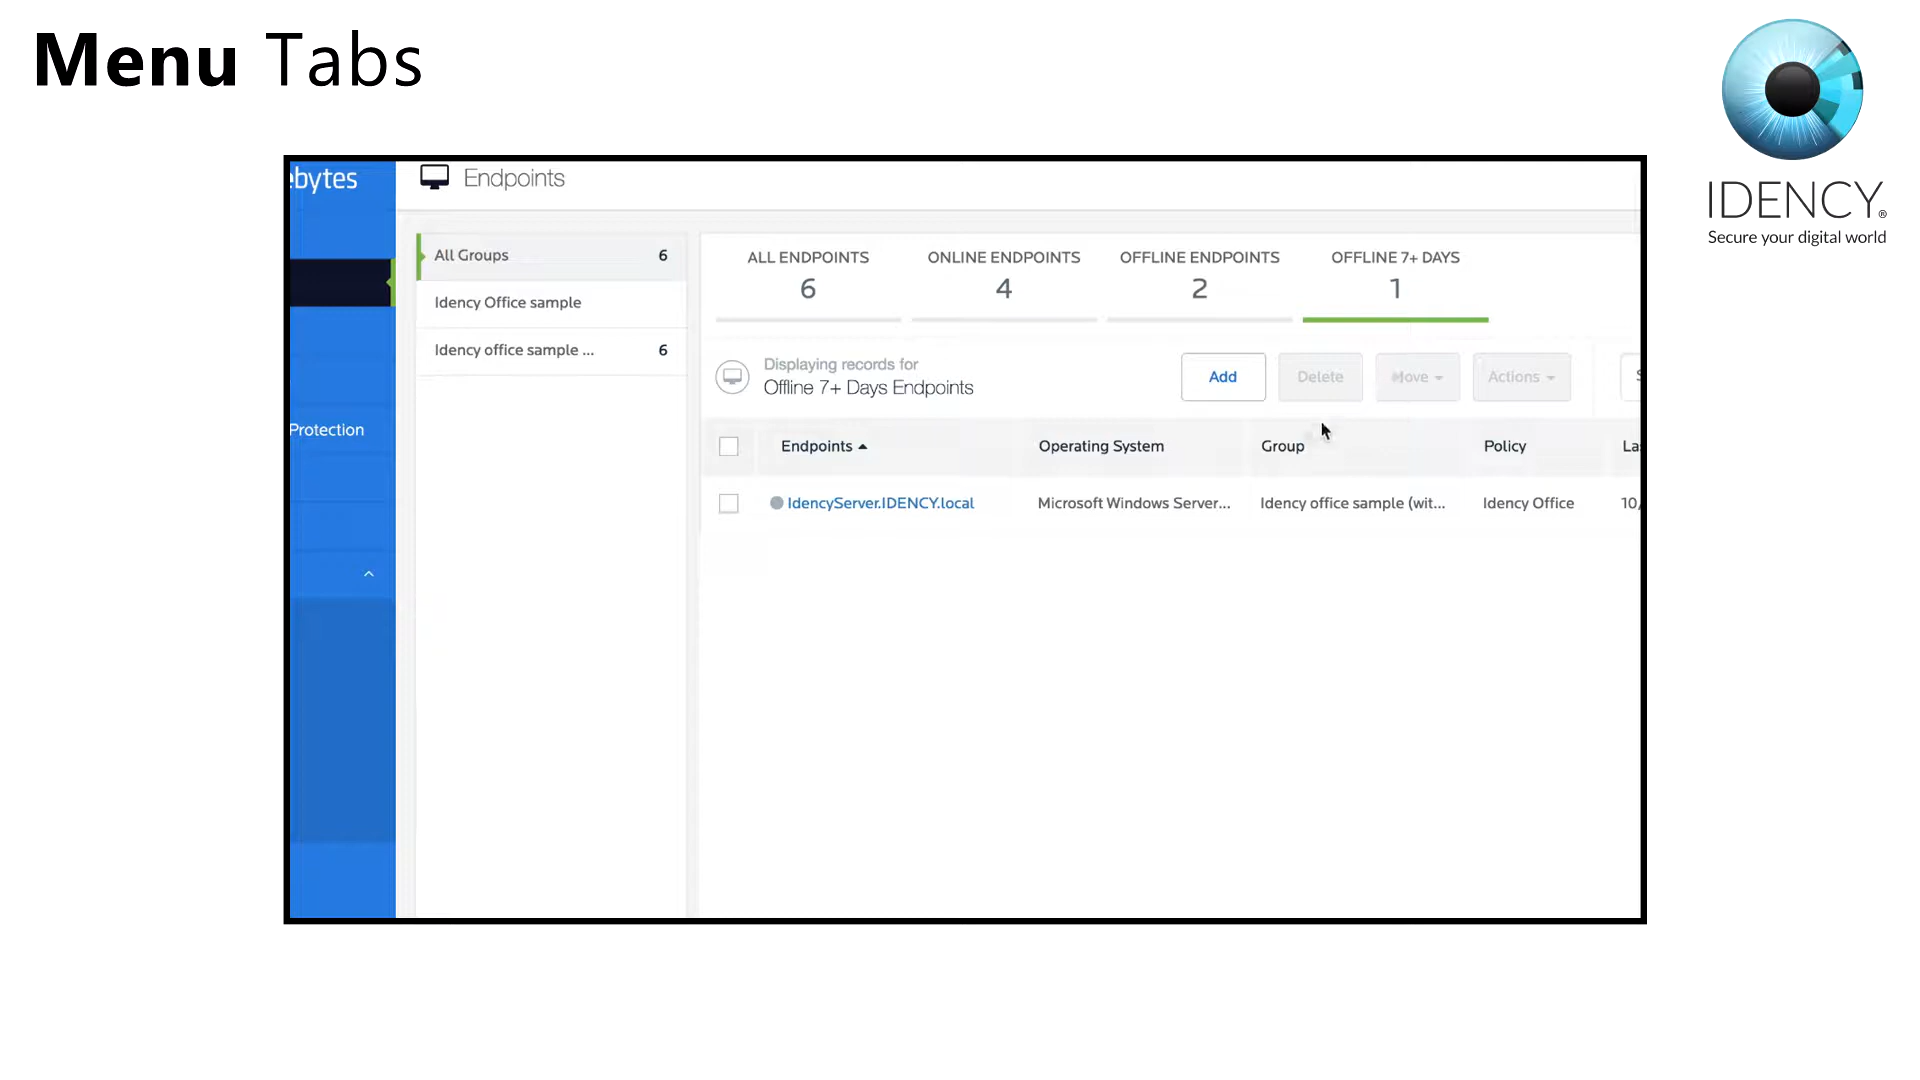 Menu Tabs
IDENCY®
Secure your digital world
ebytes
Endpoints
All Groups 6
Idency Office sample
Idency office sample ... 6
Protection
ALL ENDPOINTS ONLINE ENDPOINTS OFFLINE ENDPOINTS OFFLINE 7+ DAYS
6 4 2 1
Displaying records for
Offline 7+ Days Endpoints
Add Delete Move Actions S
Endpoints Operating System Group Policy La
IdencyServer.IDENCY.local Microsoft Windows Server... Idency office sample (wit... Idency Office 10/